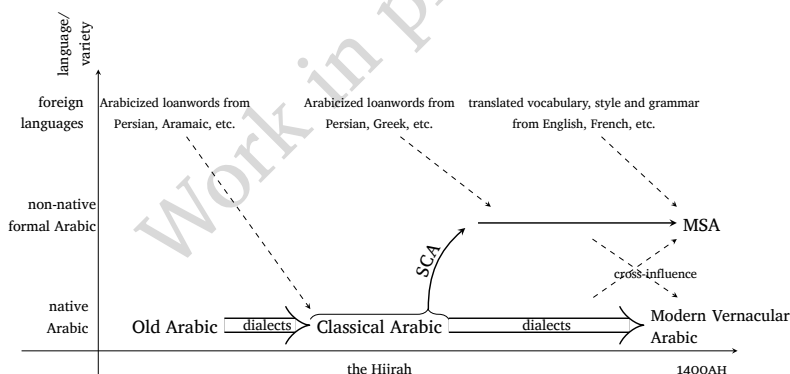 language/
variety
Work in p
foreign
languages
Arabicized loanwords from
Persian, Aramaic, etc.
Arabicized loanwords from
Persian, Greek, etc.
translated vocabulary, style and grammar
from English, French, etc.
non-native
formal Arabic
MSA
SCA
cross-influence
native
Arabic
Old Arabic
dialects
Classical Arabic
dialects
Modern Vernacular
Arabic
the Hijrah
1400AH